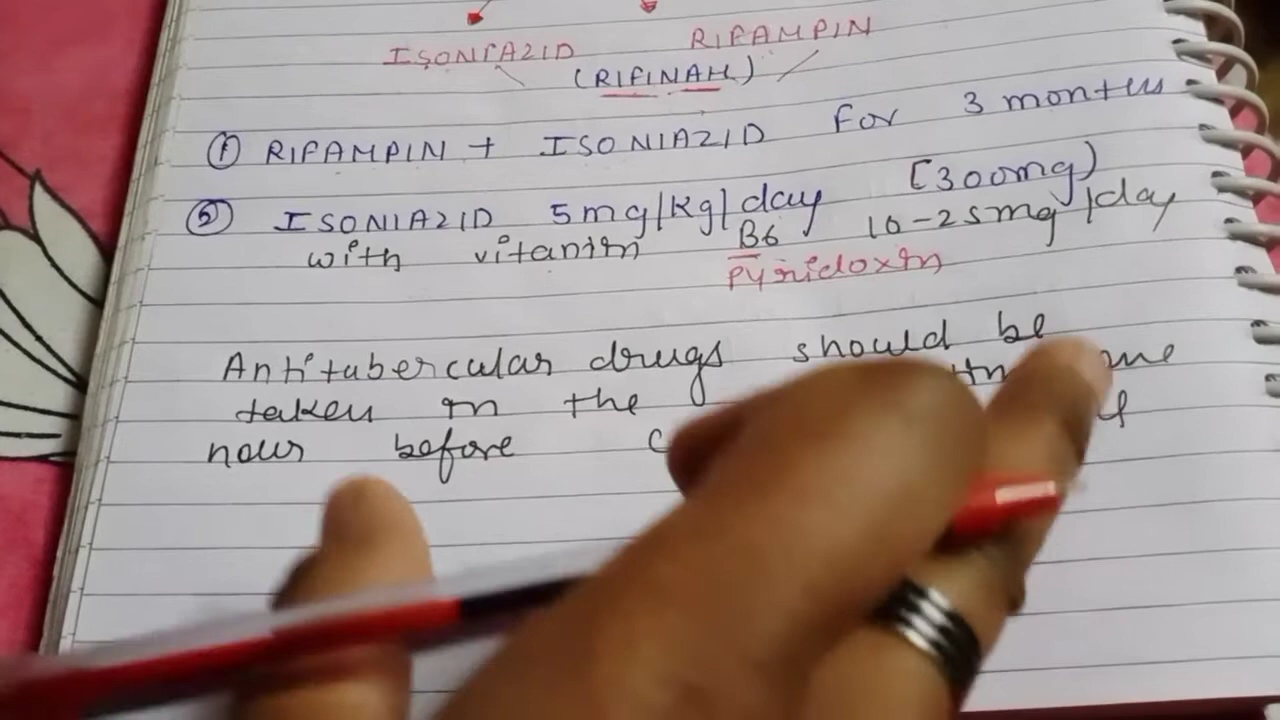 ISONIAZID RIFAMPIN
(RIFINAH)
① RIFAMPIN + ISONIAZID For 3 months
② ISONIAZID 5mg/kg/day [300mg)
with vitamin B6 10-25mg/day
Pyridoxin
Antitubercular drugs should be
taken in the
hour before